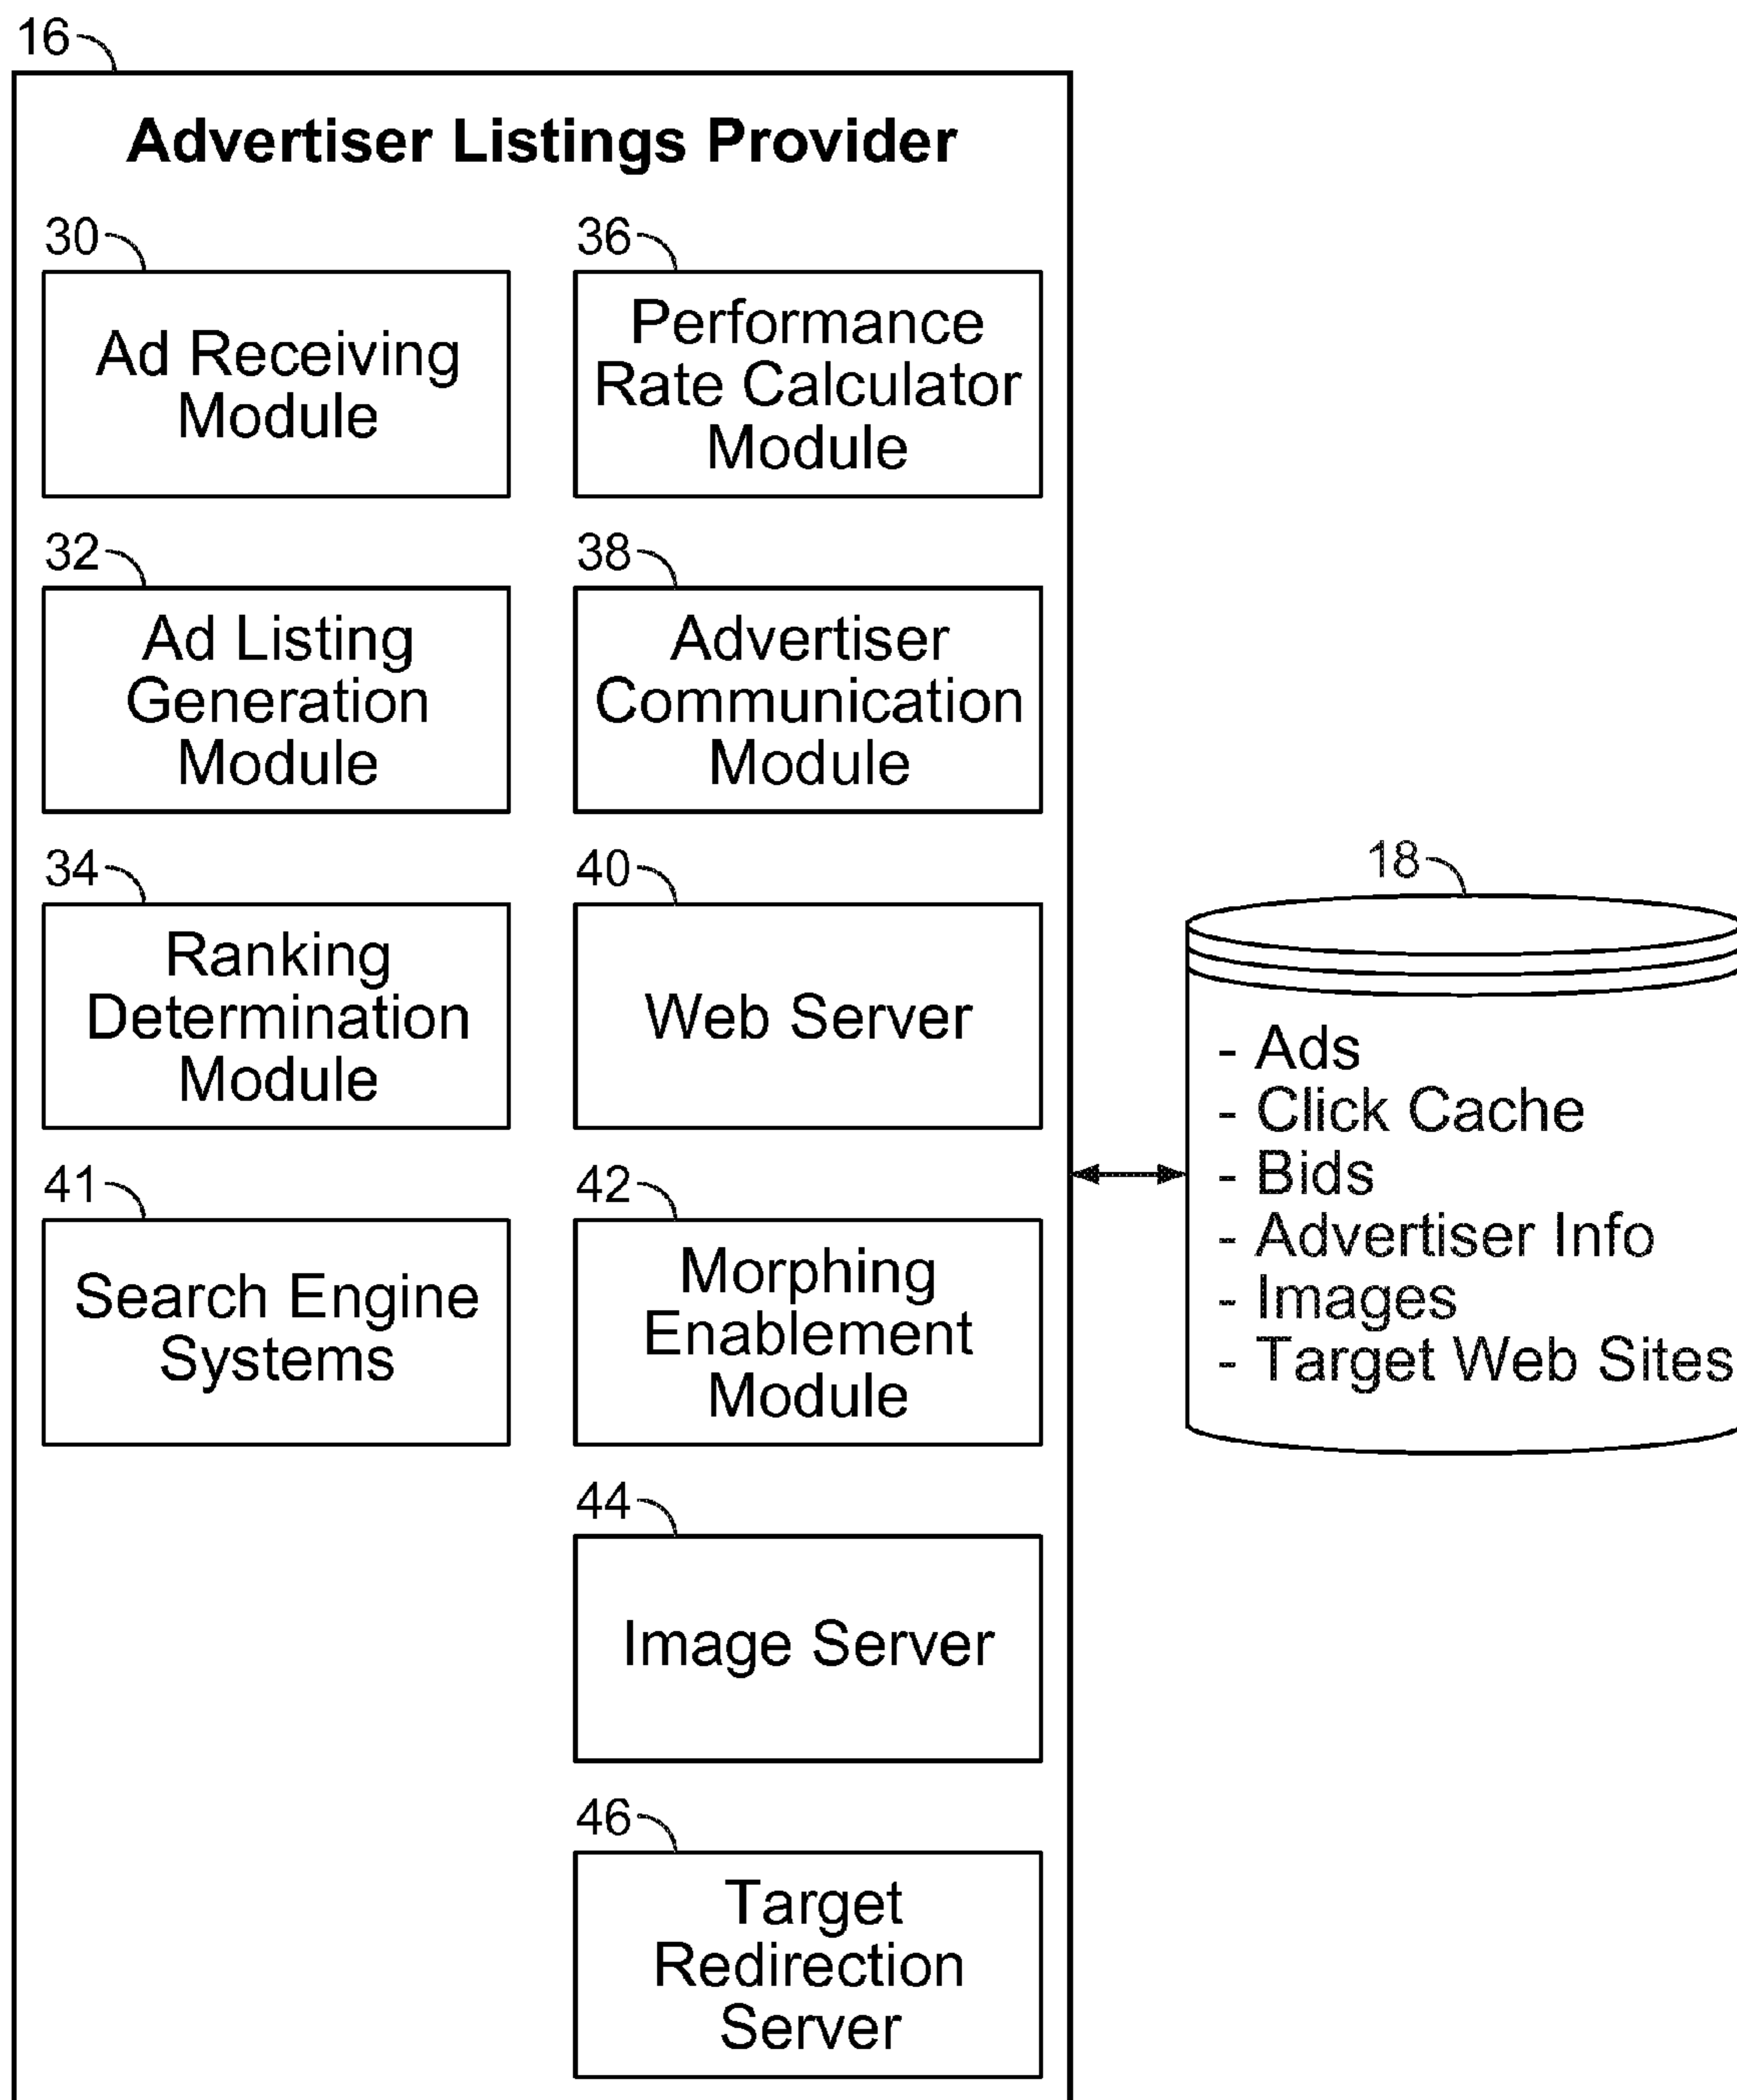 16
Advertiser Listings Provider
30
Ad Receiving
Module
36
Performance
Rate Calculator
Module
32
Ad Listing
Generation
Module
38
Advertiser
Communication
Module
34
Ranking
Determination
Module
40
Web Server
41
Search Engine
Systems
42
Morphing
Enablement
Module
44
Image Server
46
Target
Redirection
Server
18
- Ads
- Click Cache
- Bids
- Advertiser Info
- Images
- Target Web Sites